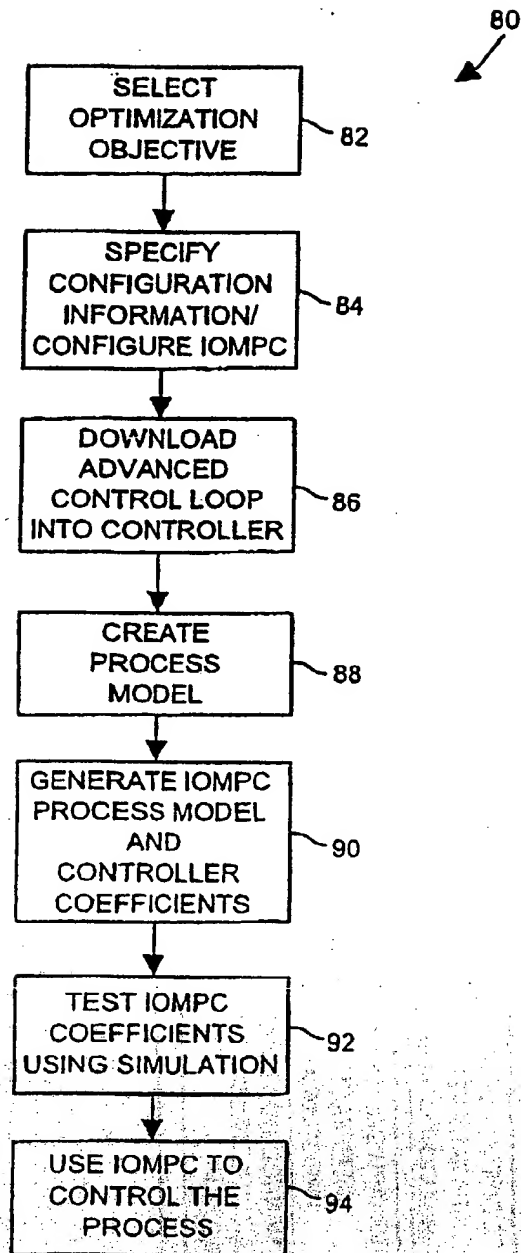 80
SELECT
OPTIMIZATION
OBJECTIVE
82
SPECIFY
CONFIGURATION
INFORMATION/
CONFIGURE IOMPC
84
DOWNLOAD
ADVANCED
CONTROL LOOP
INTO CONTROLLER
86
CREATE
PROCESS
MODEL
88
GENERATE IOMPC
PROCESS MODEL
AND
CONTROLLER
COEFFICIENTS
90
TEST IOMPC
COEFFICIENTS
USING SIMULATION
92
USE IOMPC TO
CONTROL THE
PROCESS
94